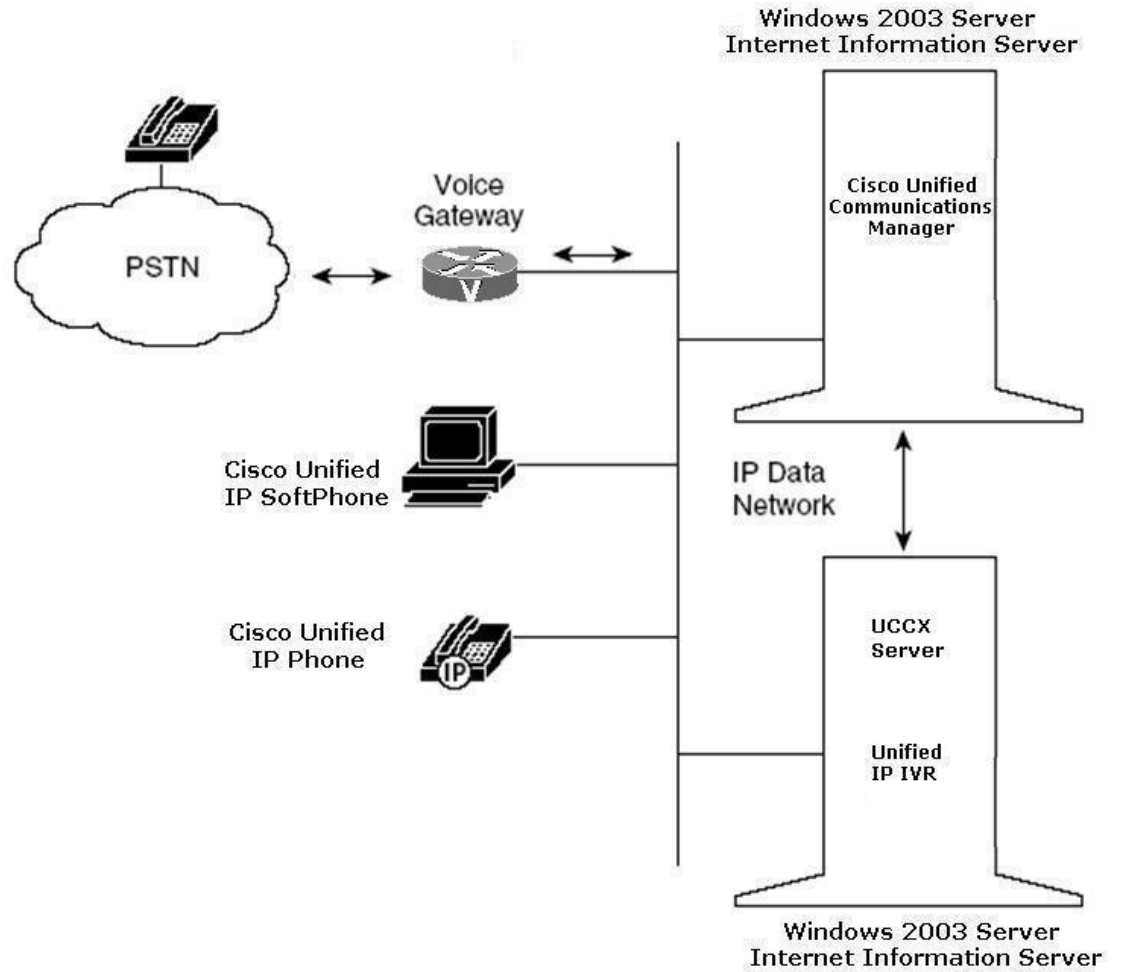 Windows 2003 Server
Internet Information Server
Voice
Gateway
PSTN
V
Cisco Unified
Communications
Manager
Cisco Unified
IP SoftPhone
IP Data
Network
Cisco Unified
IP Phone
IP
UCCX
Server
Unified
IP IVR
Windows 2003 Server
Internet Information Server